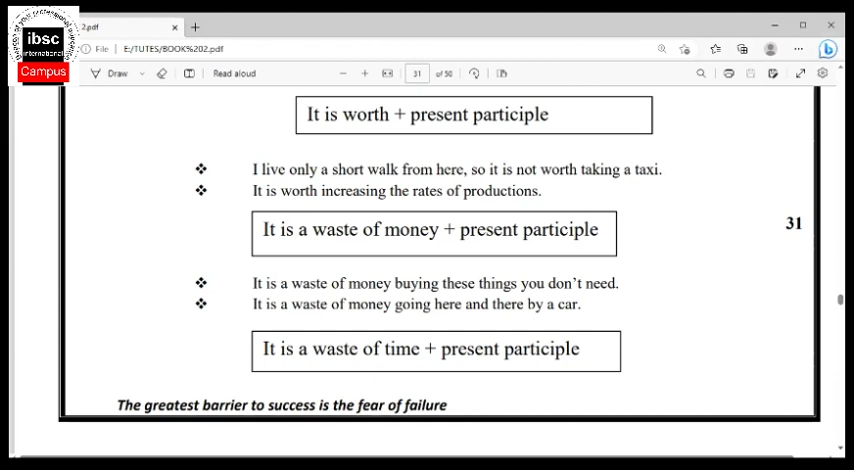 ibsc
international
Campus
2.pdf
File E:/TUTES/BOOK%202.pdf
Draw Read aloud 31 of 50
It is worth + present participle
❖ I live only a short walk from here, so it is not worth taking a taxi.
❖ It is worth increasing the rates of productions.
It is a waste of money + present participle
31
❖ It is a waste of money buying these things you don't need.
❖ It is a waste of money going here and there by a car.
It is a waste of time + present participle
The greatest barrier to success is the fear of failure